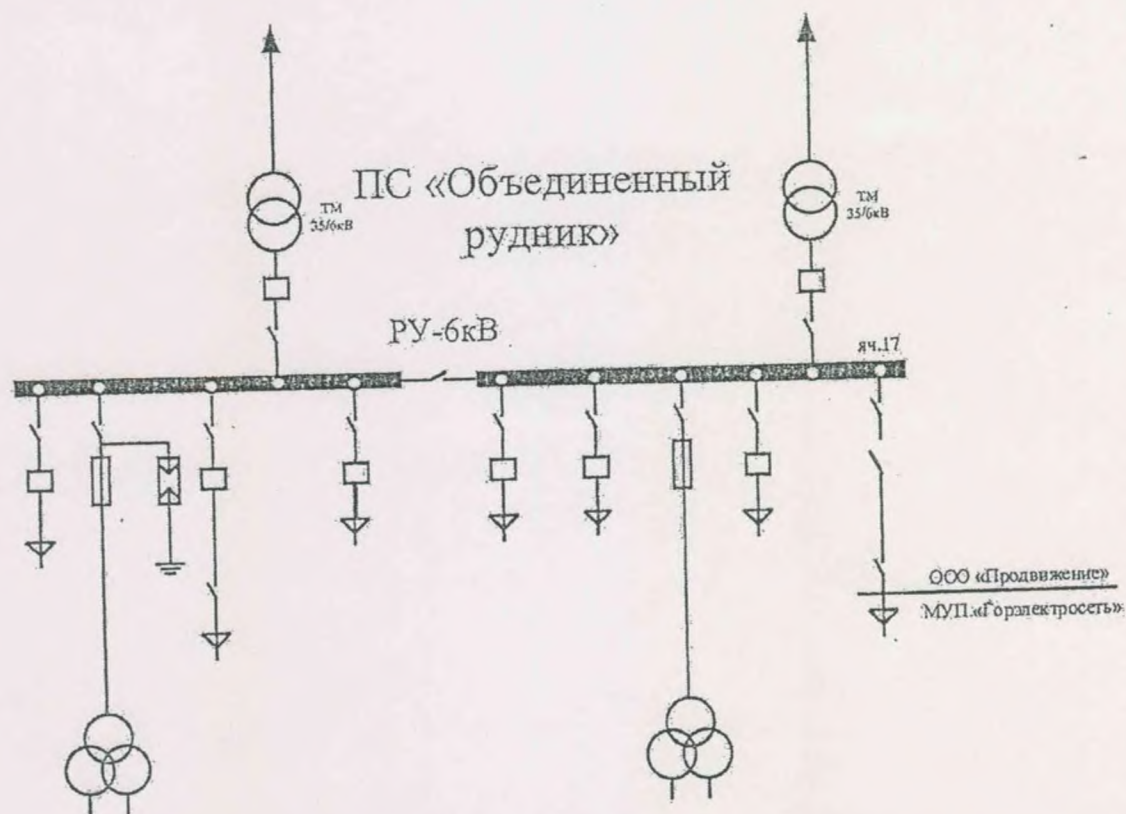 ПС «Объединенный
рудник»
ТМ
35/6кВ
ТМ
35/6кВ
РУ-6кВ
яч.17
ООО «Продвижение»
МУП «Горэлектросеть»